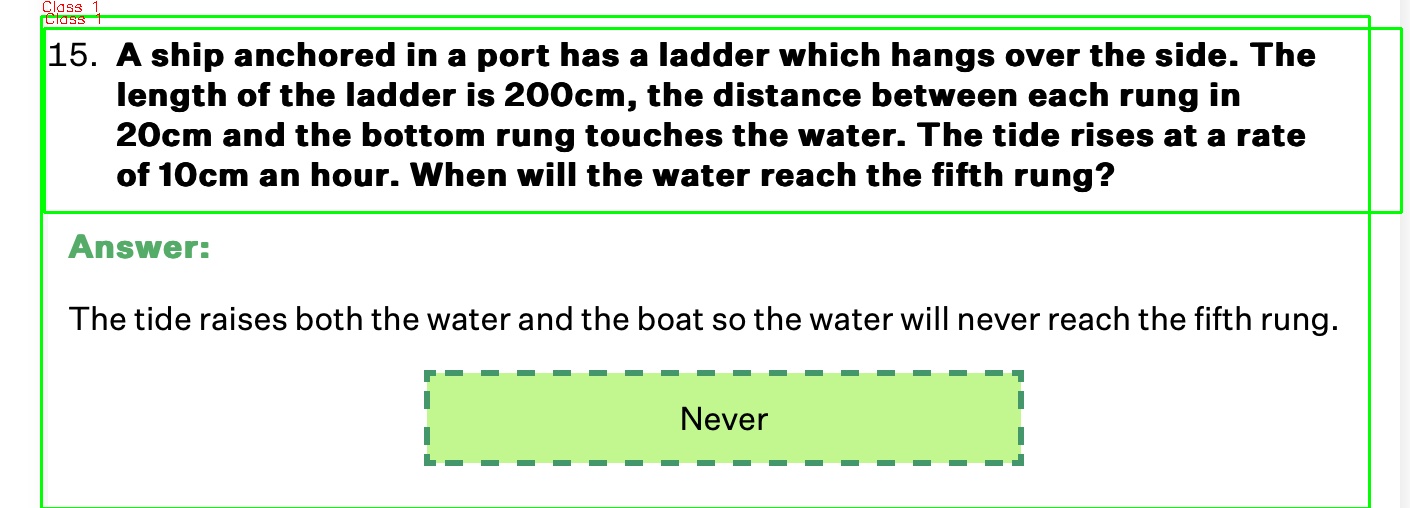 Class 1
Class 1
15. A ship anchored in a port has a ladder which hangs over the side. The
length of the ladder is 200cm, the distance between each rung in
20cm and the bottom rung touches the water. The tide rises at a rate
of 10cm an hour. When will the water reach the fifth rung?
Answer:
The tide raises both the water and the boat so the water will never reach the fifth rung.
Never